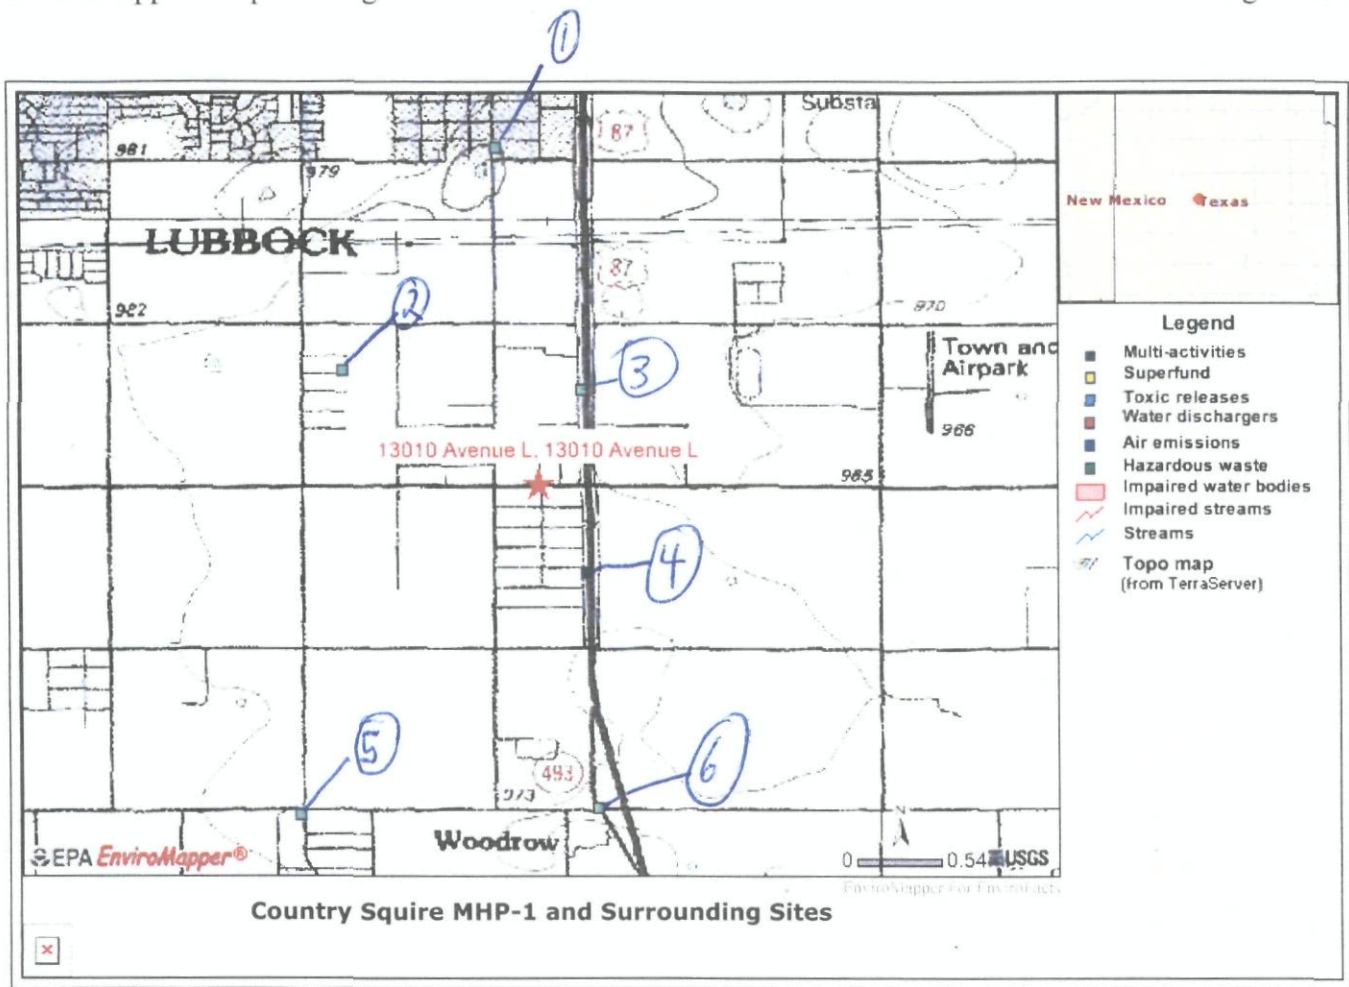 1
Substa
87
981
979
New Mexico
Texas
LUBBOCK
87
2
982
970
Legend
Multi-activities
Superfund
Toxic releases
Water dischargers
Air emissions
Hazardous waste
Impaired water bodies
Impaired streams
Streams
Topo map
(from TerraServer)
Town and
Airpark
3
966
13010 Avenue L, 13010 Avenue L
985
4
5
6
493
973
Woodrow
N
EPA EnviroMapper®
0 0.54
USGS
EnviroMapper For EnviroFacts
Country Squire MHP-1 and Surrounding Sites